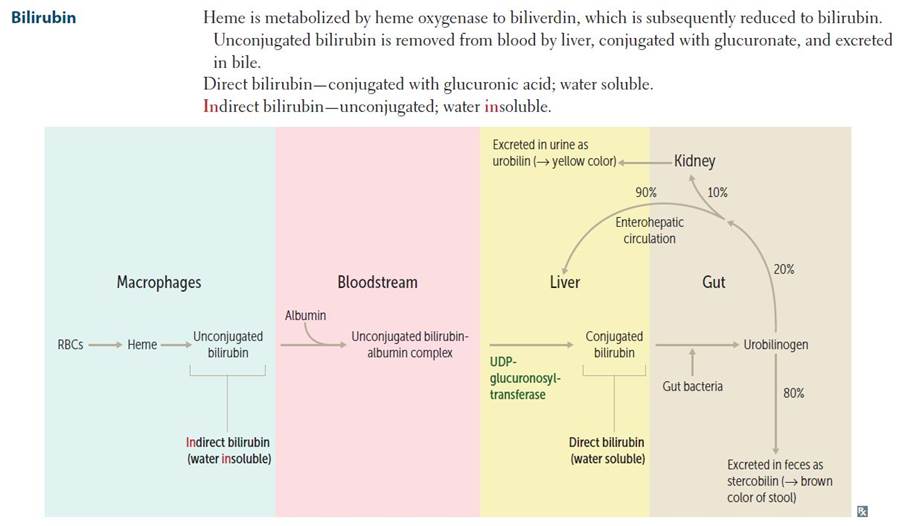 Bilirubin
Heme is metabolized by heme oxygenase to biliverdin, which is subsequently reduced to bilirubin.
Unconjugated bilirubin is removed from blood by liver, conjugated with glucuronate, and excreted
in bile.
Direct bilirubin—conjugated with glucuronic acid; water soluble.
Indirect bilirubin—unconjugated; water insoluble.
Excreted in urine as
urobilin (→ yellow color)
Kidney
90%
10%
Enterohepatic
circulation
20%
Macrophages
Bloodstream
Liver
Gut
Albumin
RBCs
Heme
Unconjugated
bilirubin
Unconjugated bilirubin-
albumin complex
UDP-
glucuronosyl-
transferase
Conjugated
bilirubin
Gut bacteria
Urobilinogen
80%
Indirect bilirubin
(water insoluble)
Direct bilirubin
(water soluble)
Excreted in feces as
stercobilin (→ brown
color of stool)
Rx